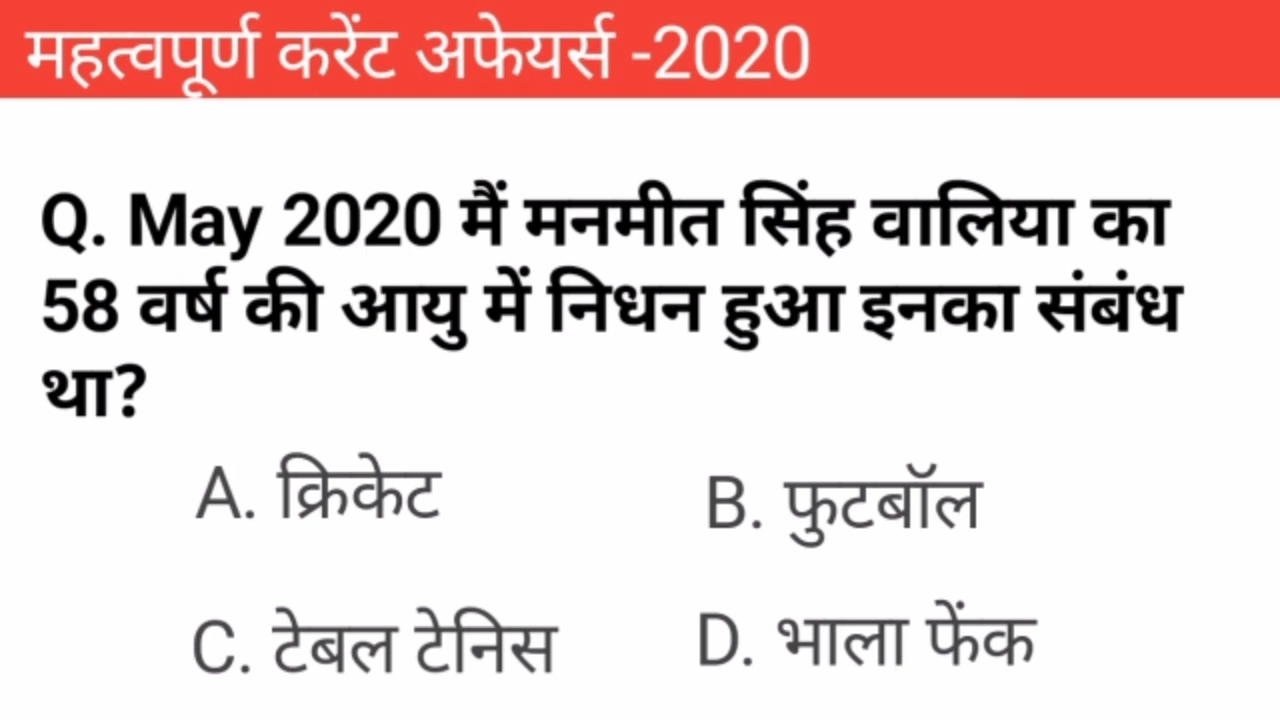 महत्वपूर्ण करेंट अफेयर्स -2020
Q. May 2020 मैं मनमीत सिंह वालिया का
58 वर्ष की आयु में निधन हुआ इनका संबंध
था?
A. क्रिकेट
B. फुटबॉल
C. टेबल टेनिस
D. भाला फेंक